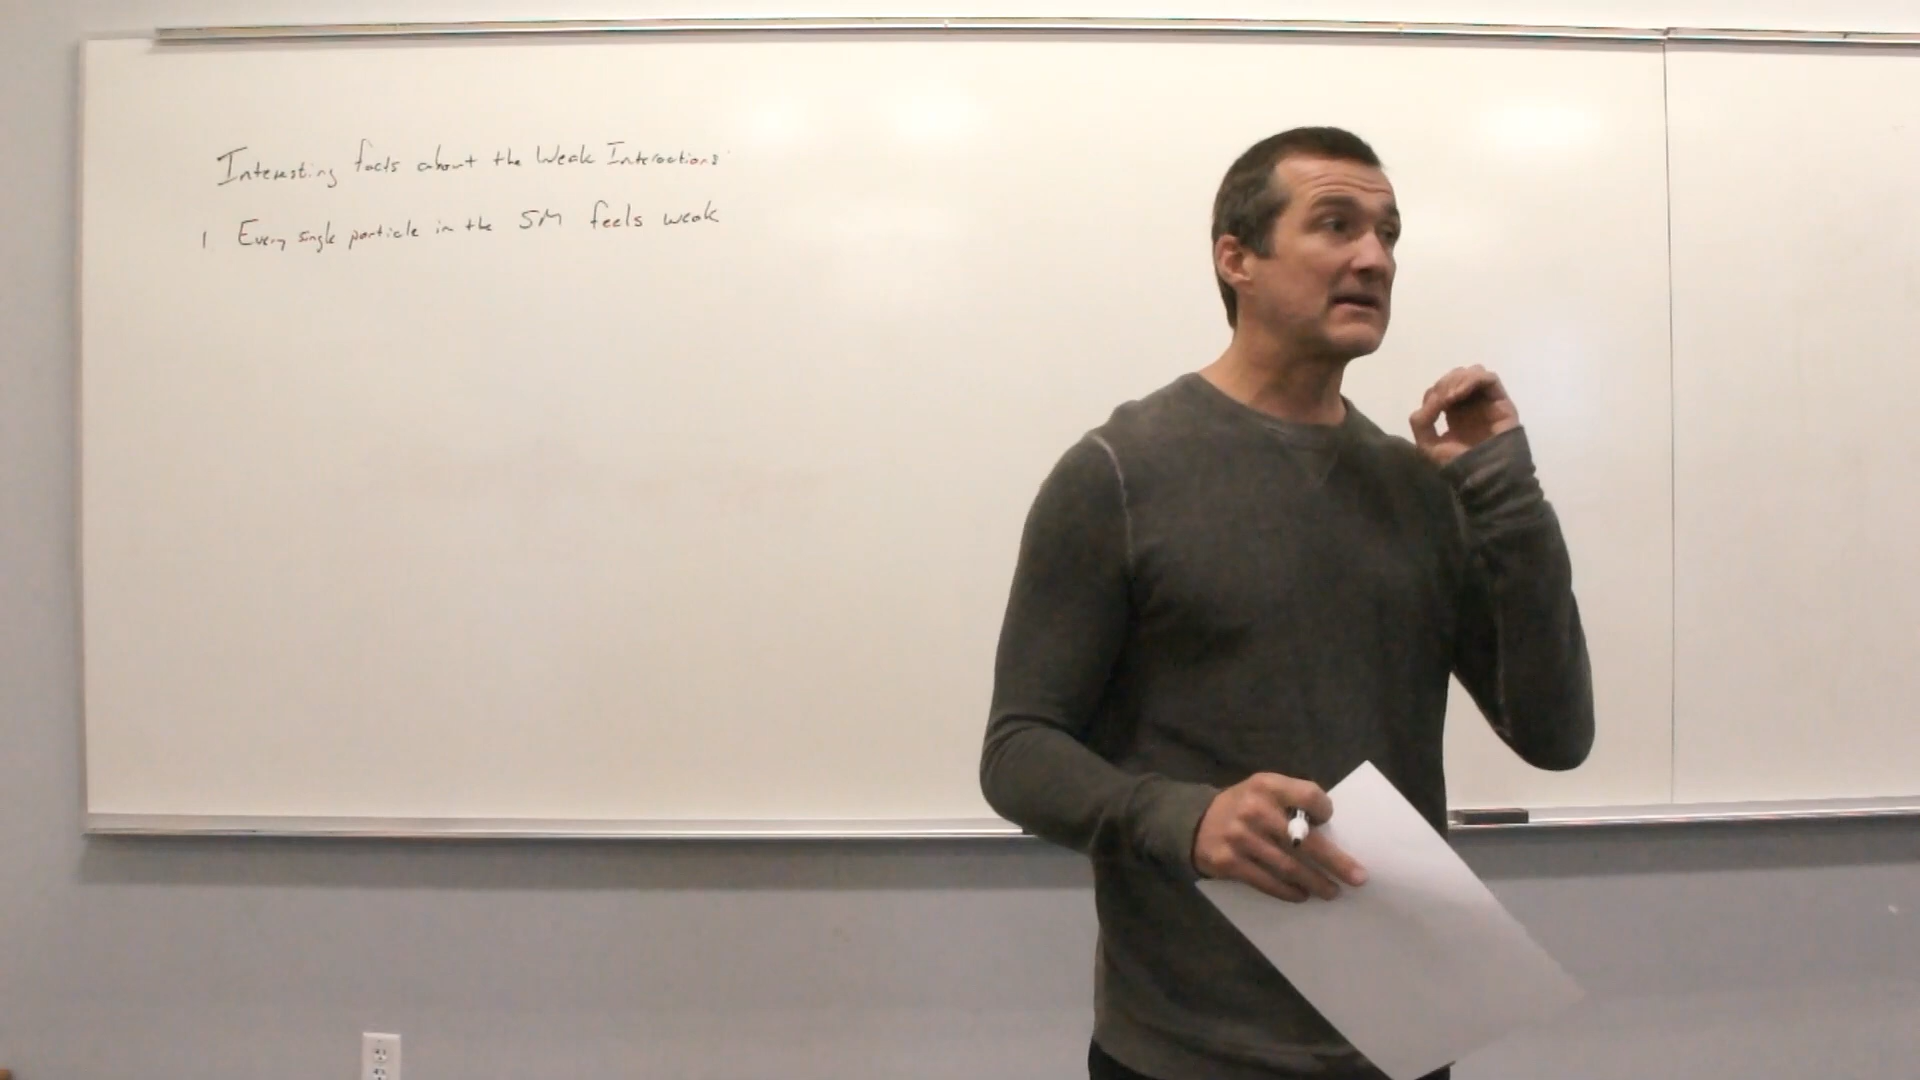 Interesting facts about the Weak Interactions
1 Every single particle in the SM feels weak